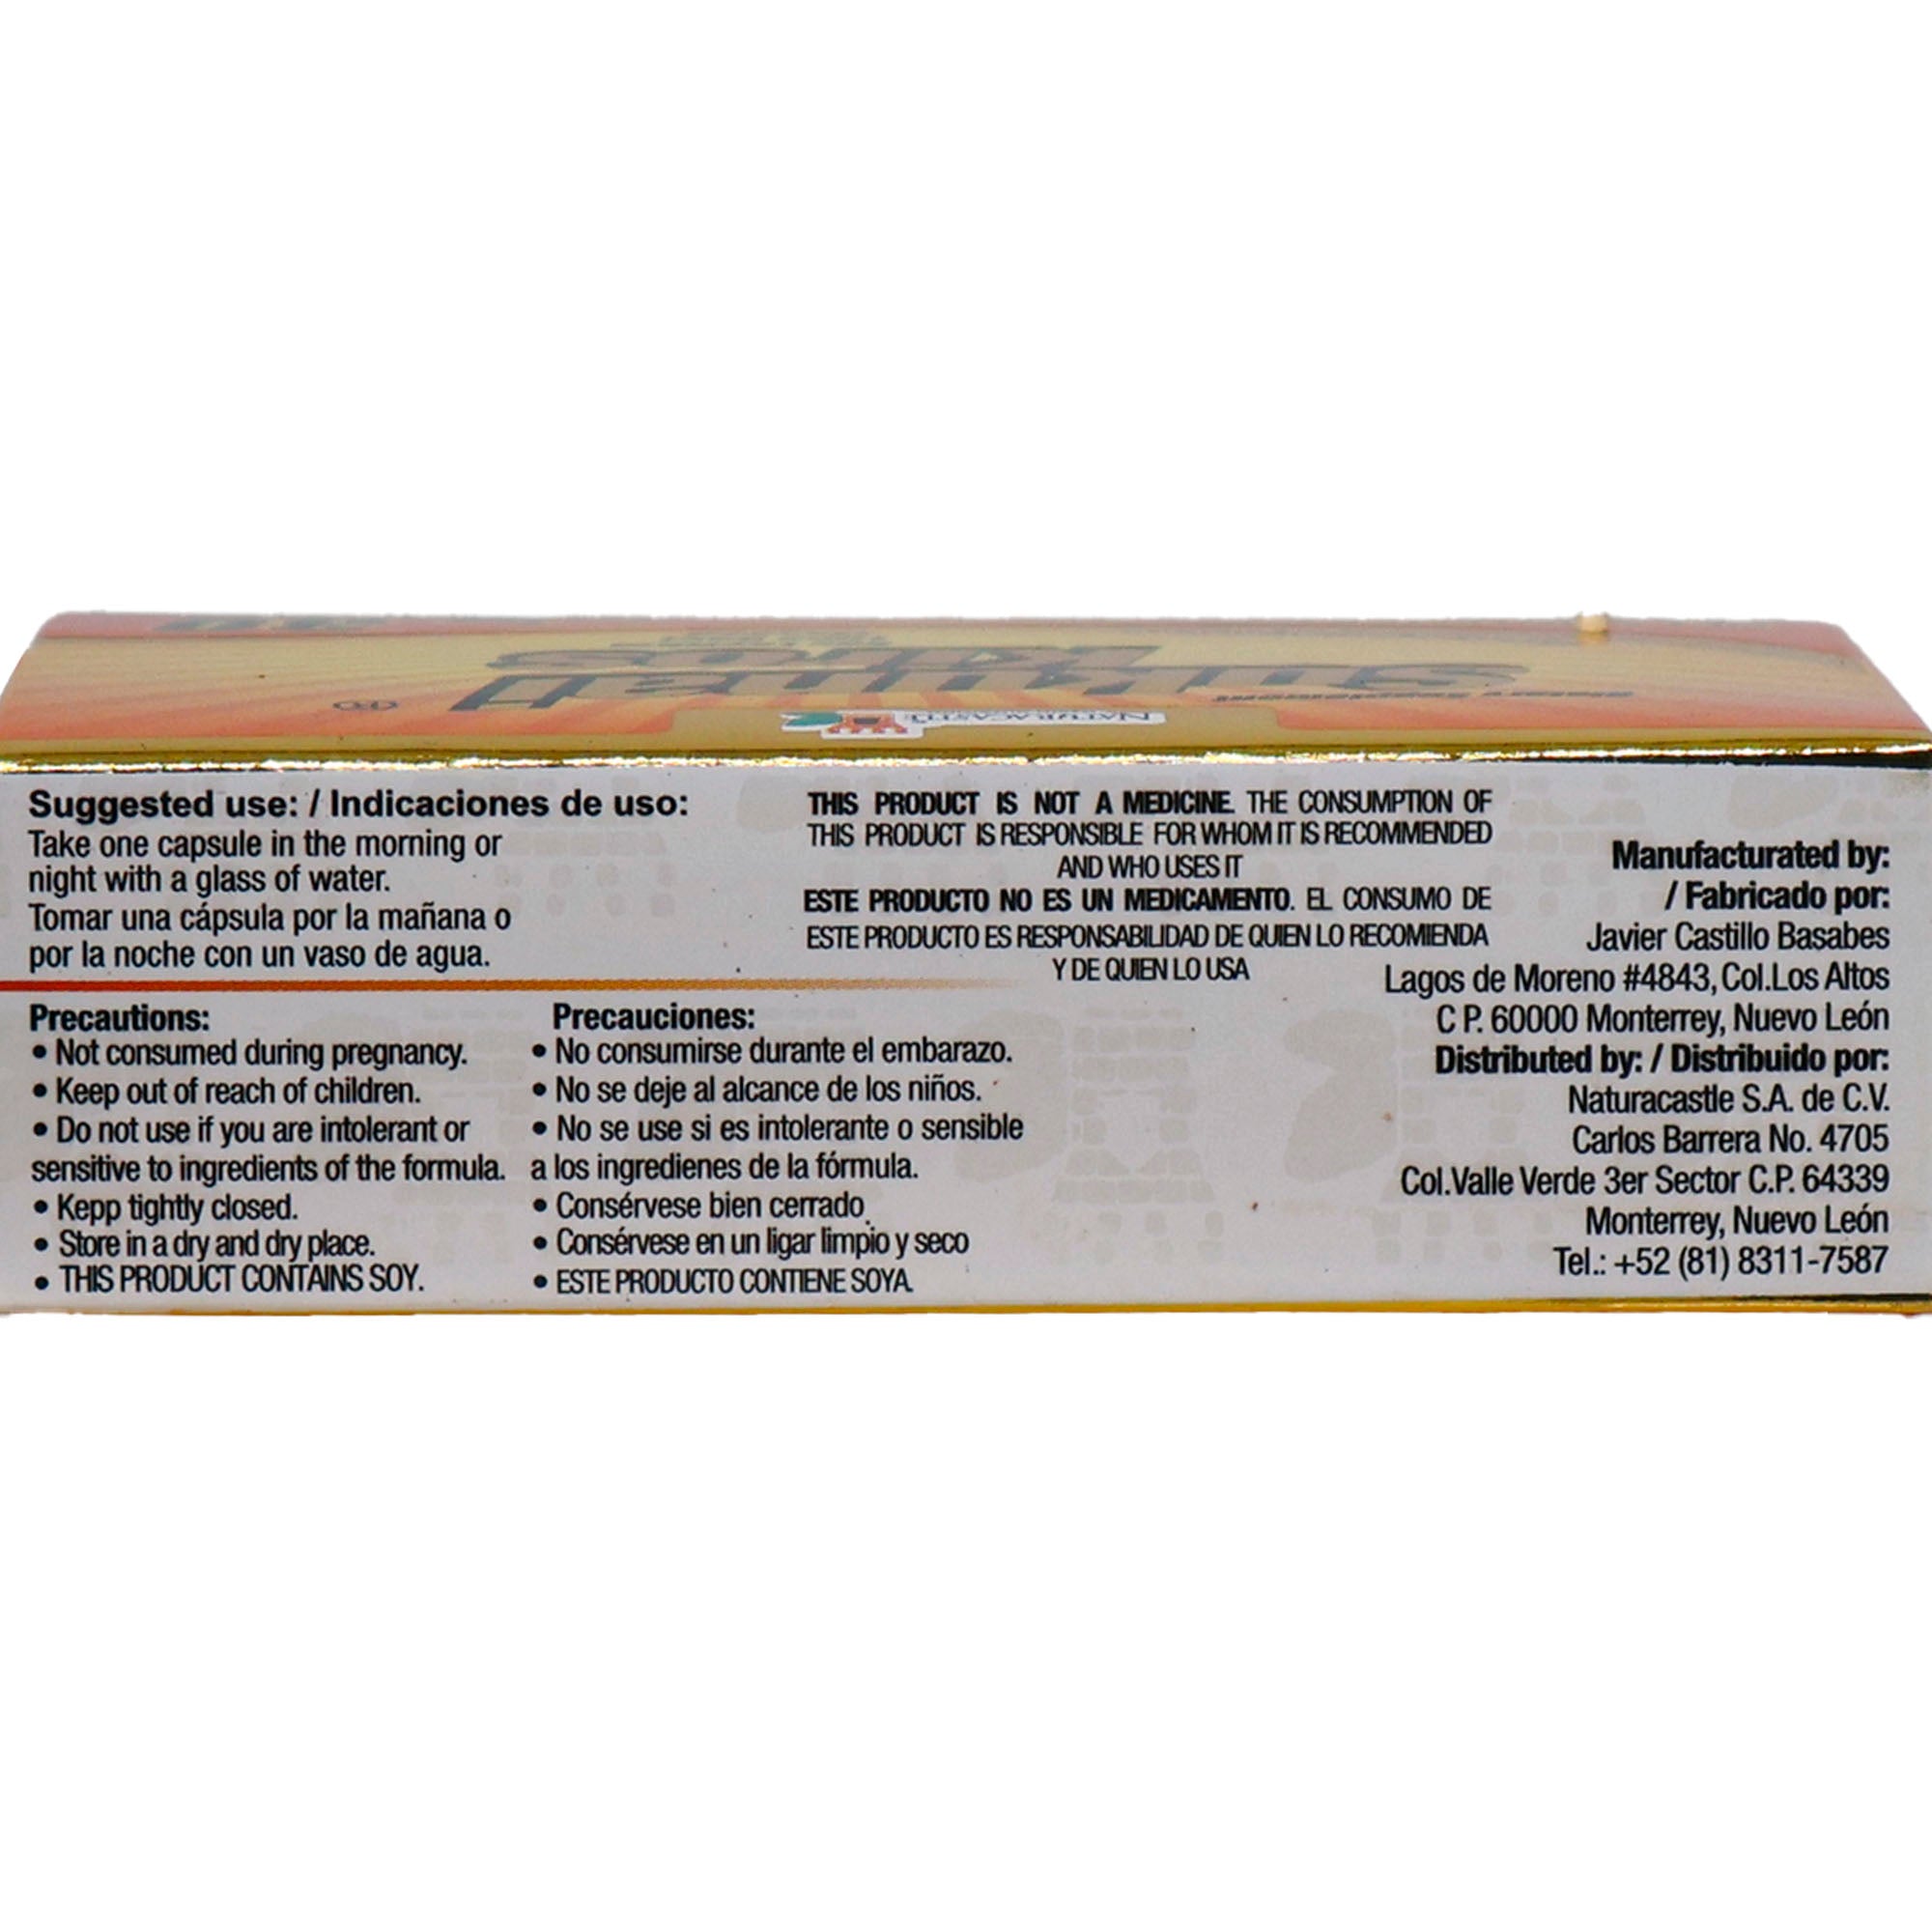 NATURACASTLE
Suggested use: / Indicaciones de uso:
Take one capsule in the morning or
night with a glass of water.
Tomar una cápsula por la mañana o
por la noche con un vaso de agua.
THIS PRODUCT IS NOT A MEDICINE. THE CONSUMPTION OF
THIS PRODUCT IS RESPONSIBLE FOR WHOM IT IS RECOMMENDED
AND WHO USES IT
ESTE PRODUCTO NO ES UN MEDICAMENTO. EL CONSUMO DE
ESTE PRODUCTO ES RESPONSABILIDAD DE QUIEN LO RECOMIENDA
Y DE QUIEN LO USA
Precautions:
• Not consumed during pregnancy.
• Keep out of reach of children.
• Do not use if you are intolerant or
sensitive to ingredients of the formula.
• Kepp tightly closed.
• Store in a dry and dry place.
• THIS PRODUCT CONTAINS SOY.
Precauciones:
• No consumirse durante el embarazo.
• No se deje al alcance de los niños.
• No se use si es intolerante o sensible
a los ingredienes de la fórmula.
• Consérvese bien cerrado.
• Consérvese en un ligar limpio y seco
• ESTE PRODUCTO CONTIENE SOYA.
Manufacturated by:
/ Fabricado por:
Javier Castillo Basabes
Lagos de Moreno #4843, Col.Los Altos
C P. 60000 Monterrey, Nuevo León
Distributed by: / Distribuido por:
Naturacastle S.A. de C.V.
Carlos Barrera No. 4705
Col.Valle Verde 3er Sector C.P. 64339
Monterrey, Nuevo León
Tel.: +52 (81) 8311-7587